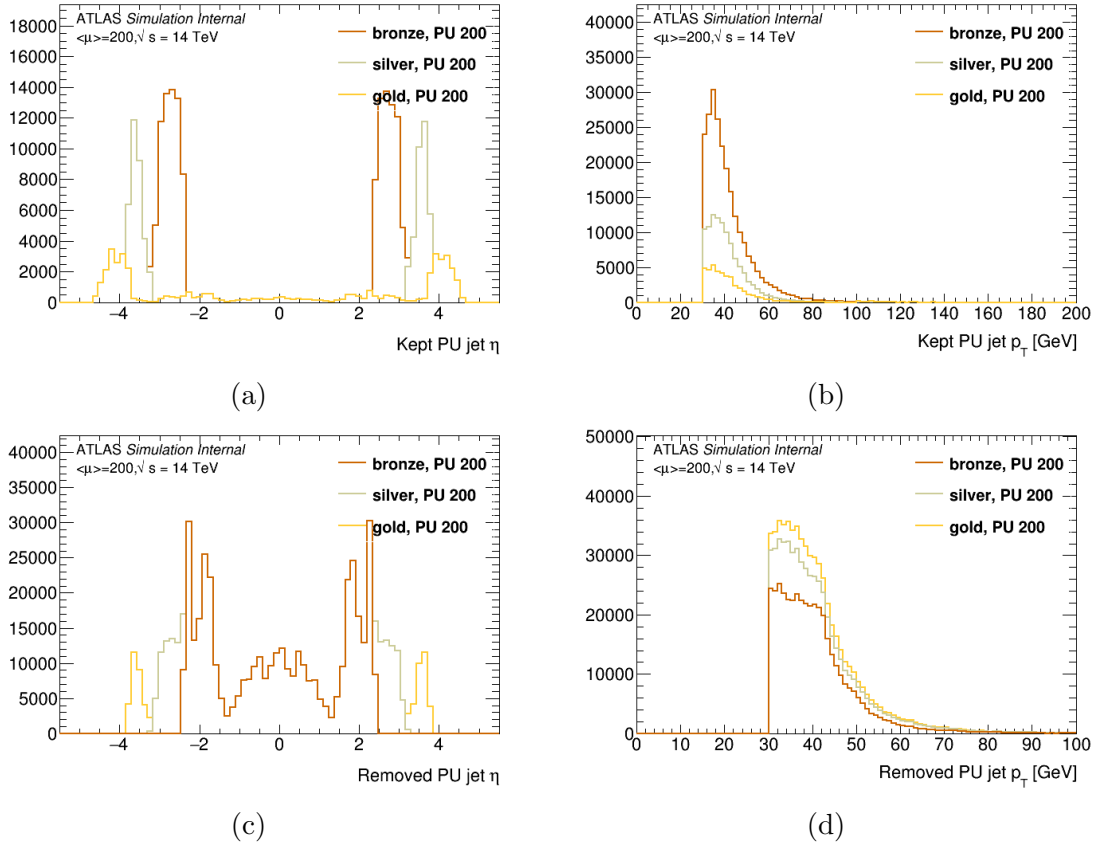 ATLAS Simulation Internal
<μ>=200,√ s = 14 TeV
bronze, PU 200
silver, PU 200
gold, PU 200
18000
16000
14000
12000
10000
8000
6000
4000
2000
0
−4 −2 0 2 4
Kept PU jet η
(a)
ATLAS Simulation Internal
<μ>=200,√ s = 14 TeV
bronze, PU 200
silver, PU 200
gold, PU 200
40000
35000
30000
25000
20000
15000
10000
5000
0
0 20 40 60 80 100 120 140 160 180 200
Kept PU jet p_T [GeV]
(b)
ATLAS Simulation Internal
<μ>=200,√ s = 14 TeV
bronze, PU 200
silver, PU 200
gold, PU 200
40000
35000
30000
25000
20000
15000
10000
5000
0
−4 −2 0 2 4
Removed PU jet η
(c)
ATLAS Simulation Internal
<μ>=200,√ s = 14 TeV
bronze, PU 200
silver, PU 200
gold, PU 200
50000
40000
30000
20000
10000
0
0 10 20 30 40 50 60 70 80 90 100
Removed PU jet p_T [GeV]
(d)